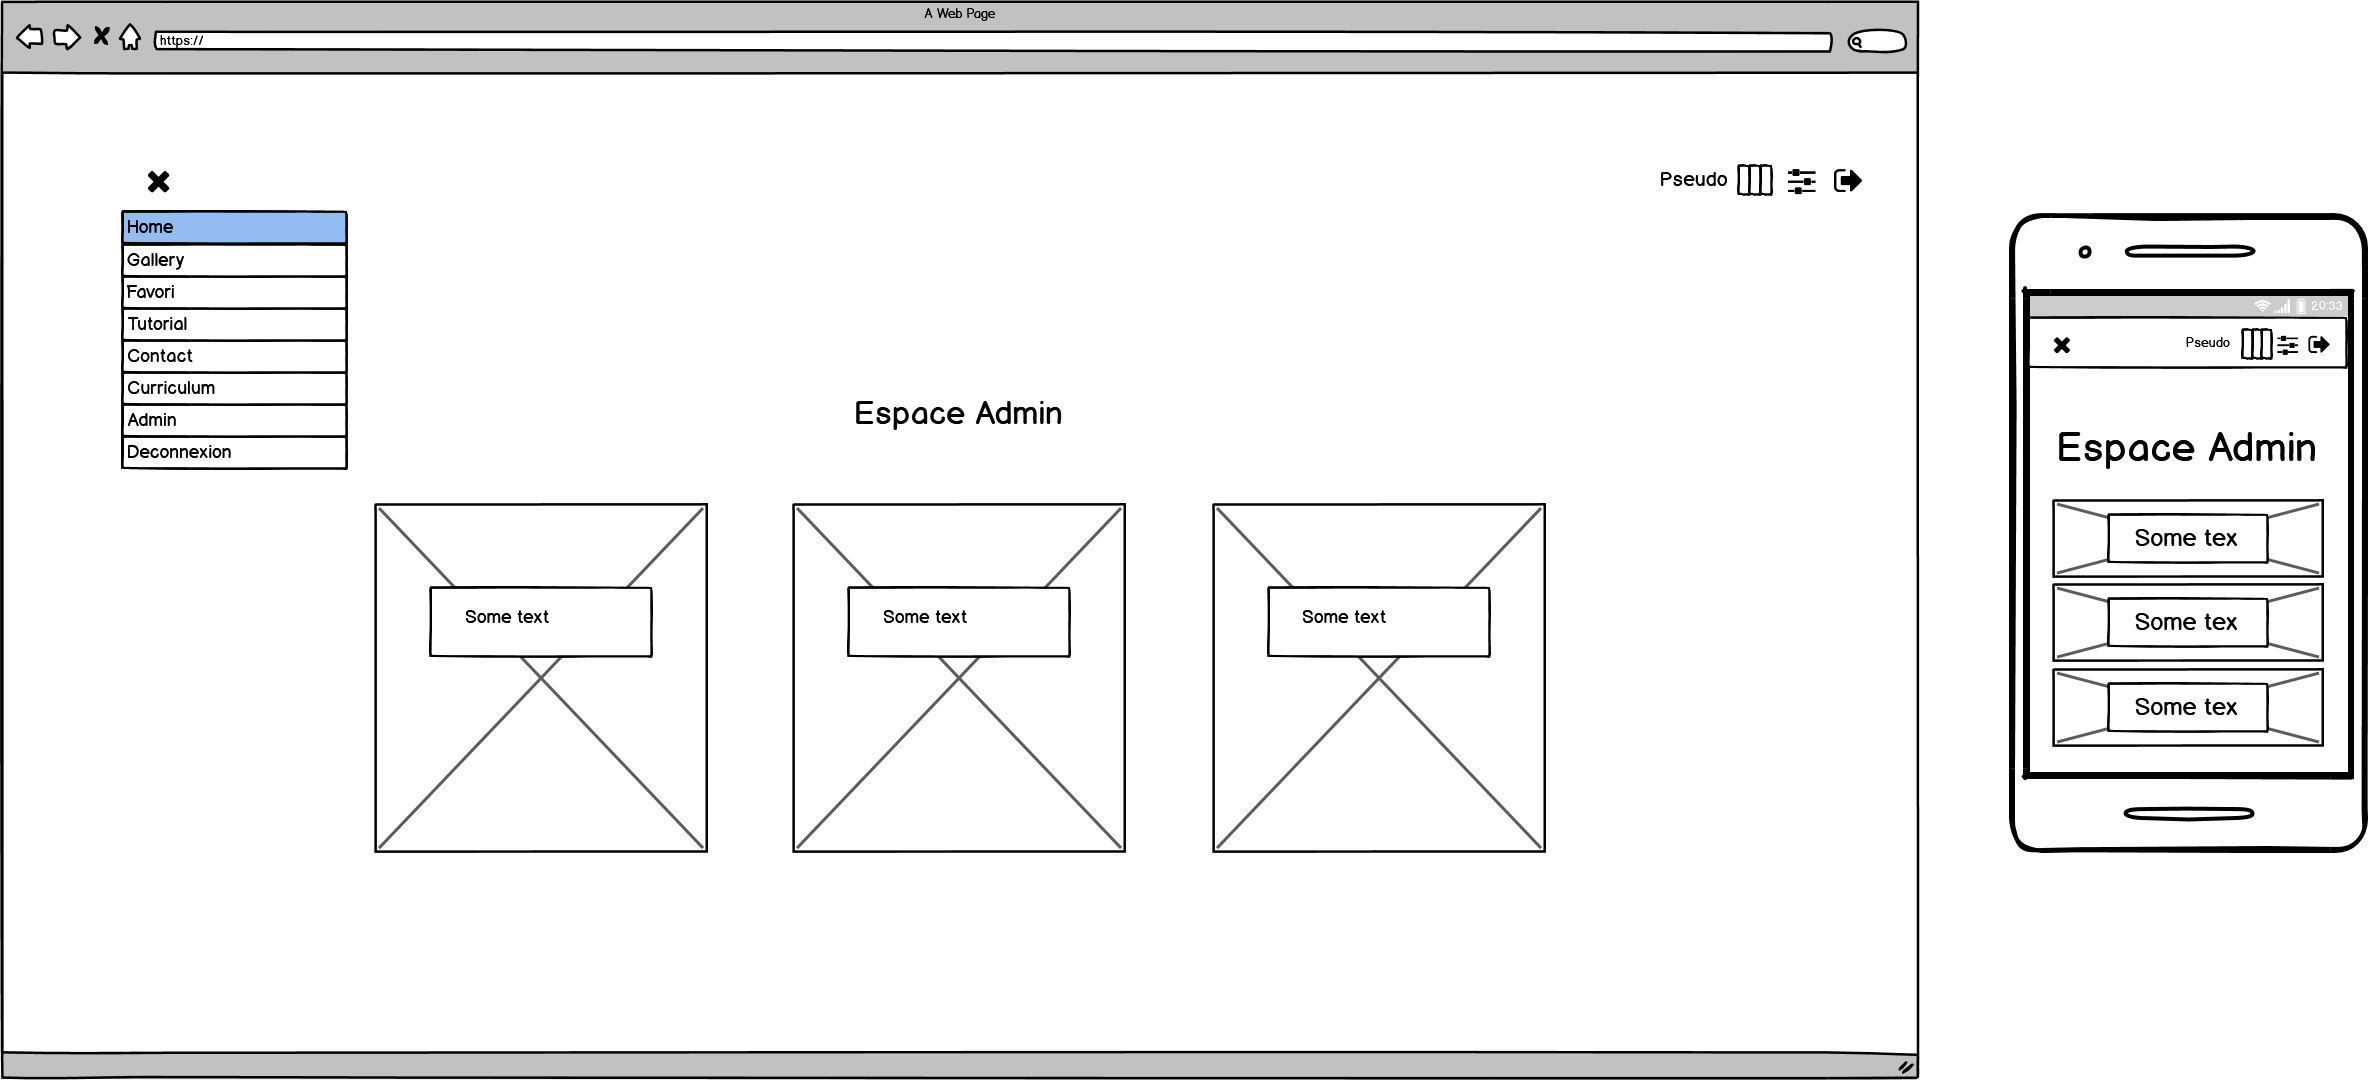 A Web Page
https://
Pseudo
Home
Gallery
Favori
Tutorial
Contact
Curriculum
Admin
Deconnexion
Espace Admin
Some text
Some text
Some text
20:33
Pseudo
Espace Admin
Some tex
Some tex
Some tex